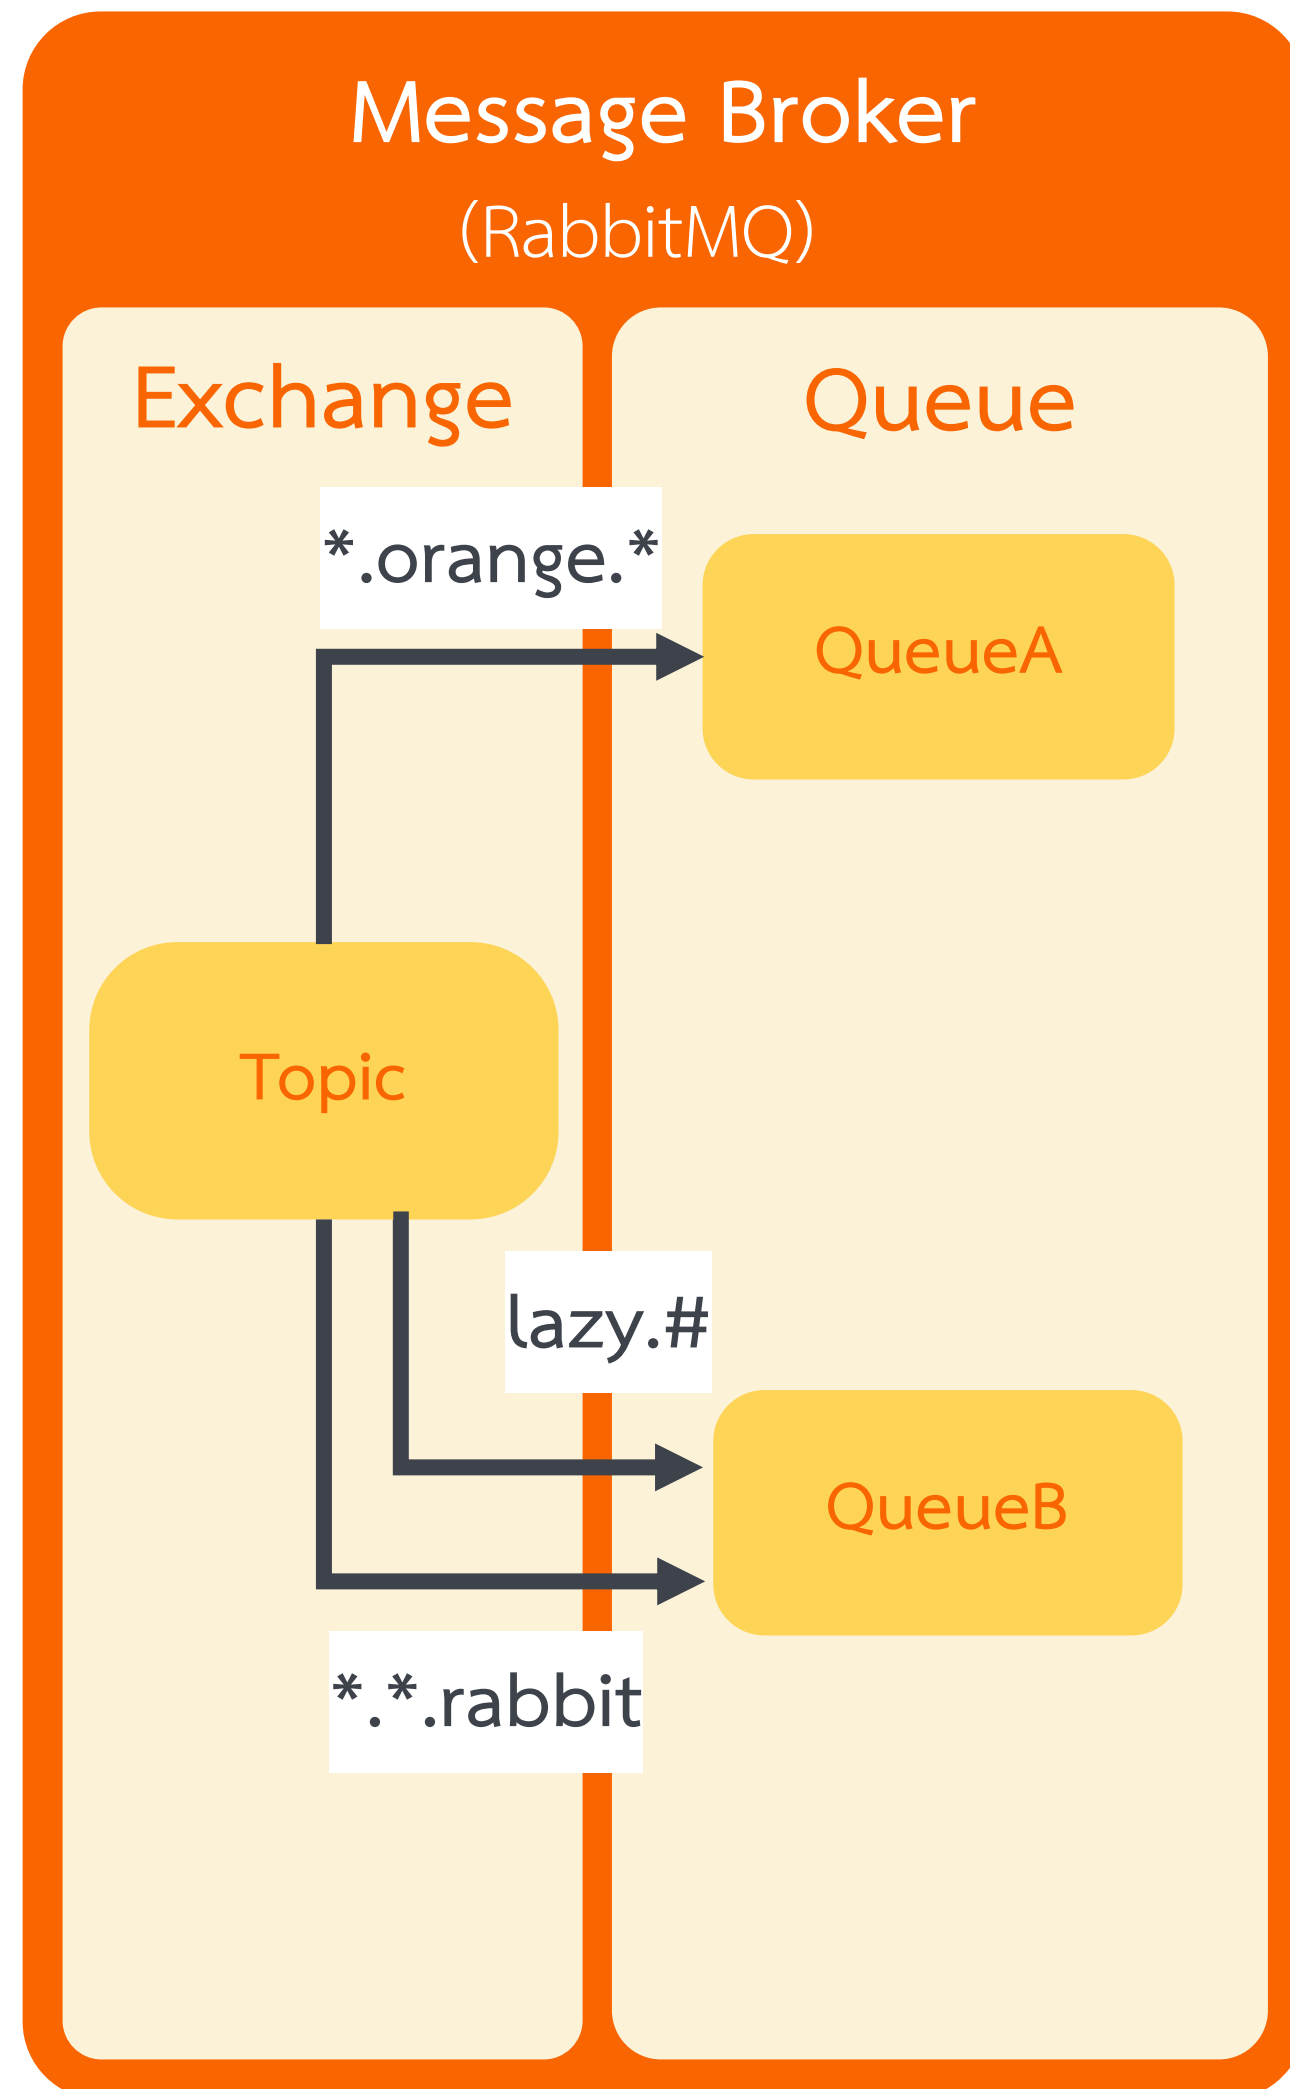 Message Broker
(RabbitMQ)
Exchange
Queue
*.orange.*
QueueA
Topic
lazy.#
QueueB
*.*.rabbit